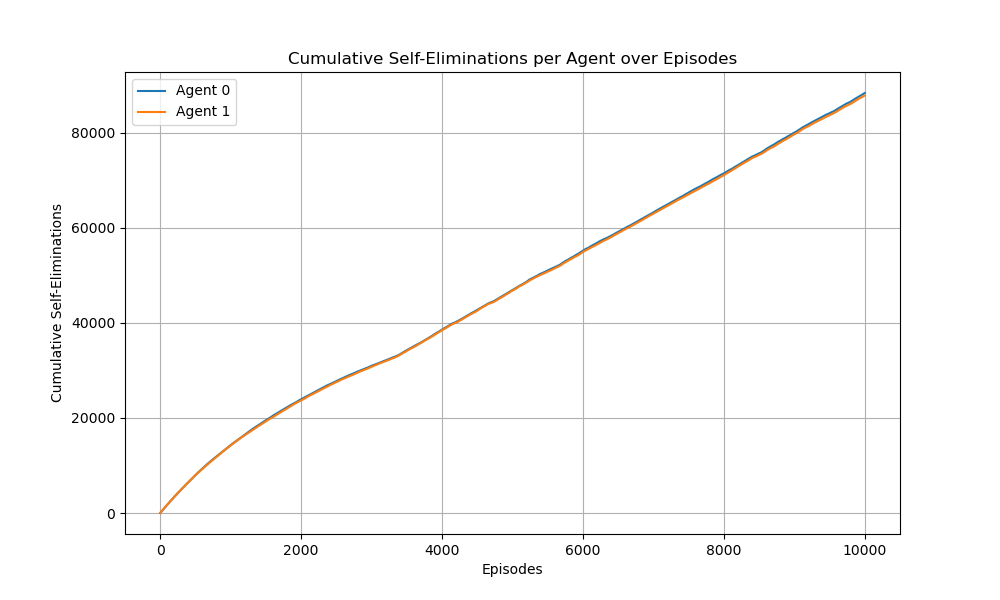 Cumulative Self-Eliminations per Agent over Episodes
Agent 0
Agent 1
80000
60000
40000
20000
0
Cumulative Self-Eliminations
0 2000 4000 6000 8000 10000
Episodes